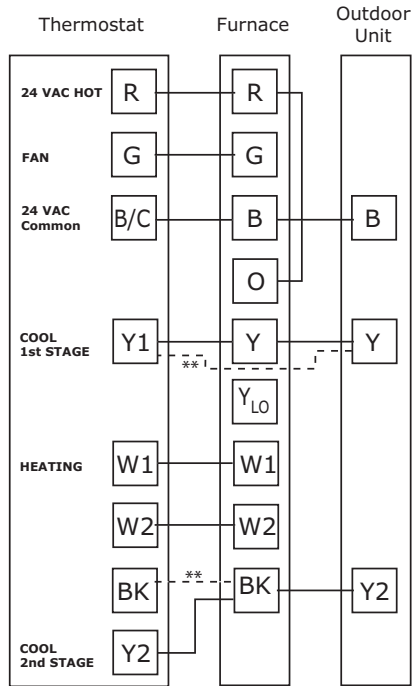 Thermostat Furnace Outdoor
Unit
24 VAC HOT R R
FAN G G
24 VAC
Common B/C B B
O
COOL
1st STAGE Y1 Y Y
**
YLO
HEATING W1 W1
W2 W2
BK ** BK Y2
COOL
2nd STAGE Y2